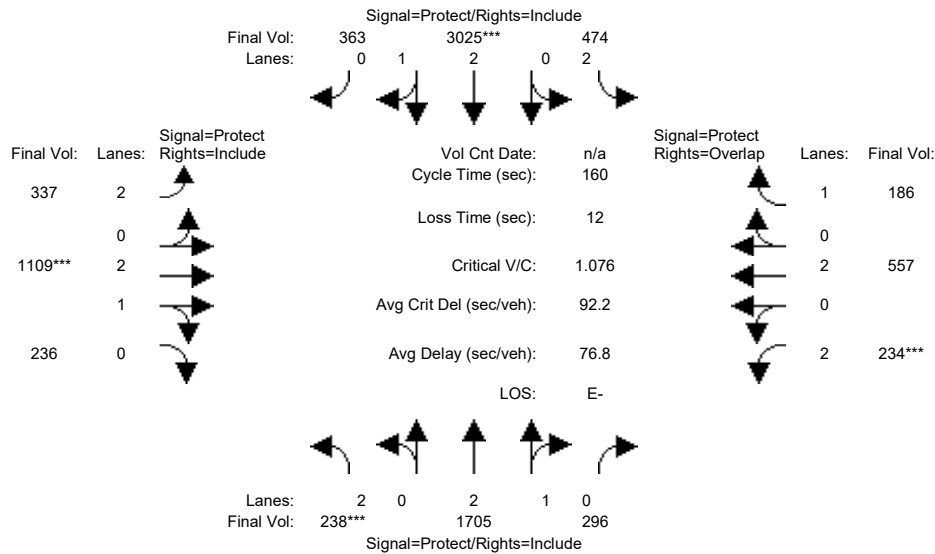 Signal=Protect/Rights=Include
Final Vol: 363 3025*** 474
Lanes: 0 1 2 0 2
Signal=Protect
Final Vol: Lanes: Rights=Include
Vol Cnt Date: n/a
Signal=Protect
Rights=Overlap Lanes: Final Vol:
Cycle Time (sec): 160
337 2
1 186
Loss Time (sec): 12
0
0
1109*** 2
Critical V/C: 1.076
2 557
1
Avg Crit Del (sec/veh): 92.2
0
236 0
Avg Delay (sec/veh): 76.8
2 234***
LOS: E-
Lanes: 2 0 2 1 0
Final Vol: 238*** 1705 296
Signal=Protect/Rights=Include